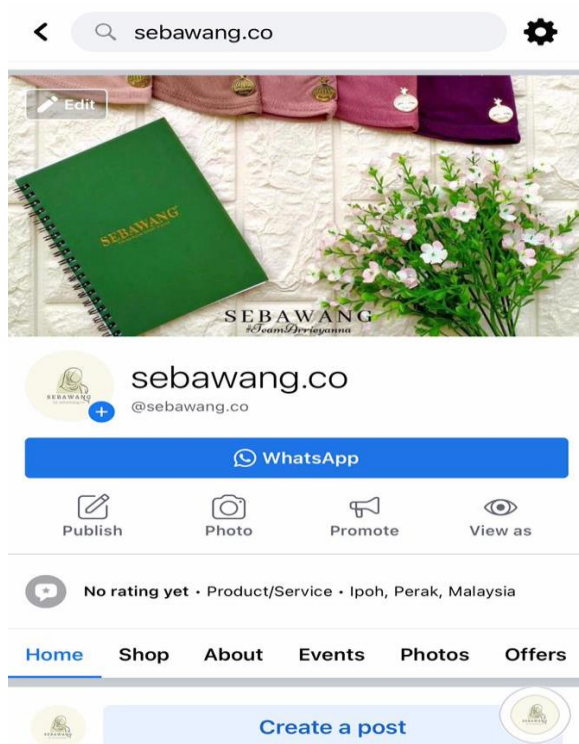 sebawang.co
Edit
SEBAWANG
SEBAWANG
#TeamDrrieyanna
SEBAWANG
sebawang.co
@sebawang.co
WhatsApp
Publish Photo Promote View as
No rating yet · Product/Service · Ipoh, Perak, Malaysia
Home Shop About Events Photos Offers
Create a post